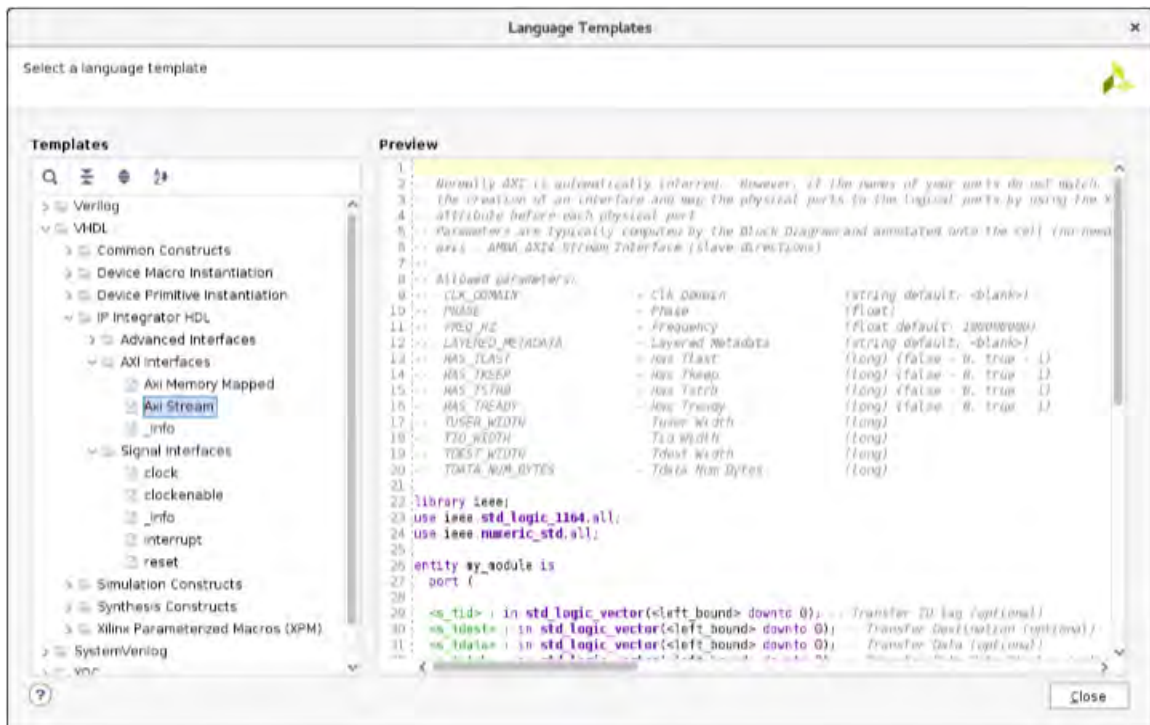 Language Templates
Select a language template
Templates
Verilog
VHDL
Common Constructs
Device Macro Instantiation
Device Primitive Instantiation
IP Integrator HDL
Advanced Interfaces
AXI Interfaces
Axi Memory Mapped
Axi Stream
_info
Signal Interfaces
clock
clockenable
_info
interrupt
reset
Simulation Constructs
Synthesis Constructs
Xilinx Parameterized Macros (XPM)
SystemVerilog
XDC
Preview
1
2 -- Normally AXI is automatically inferred. However, if the names of your ports do not match,
3 -- the creation of an interface and map the physical ports to the logical ports by using the X
4 -- attribute before each physical port
5 -- Parameters are typically computed by the Block Diagram and annotated onto the cell (no need
6 -- axis - AMBA AXI4-Stream Interface (slave directions)
7 --
8 -- Allowed parameters:
9 -- CLK_DOMAIN - Clk Domain (string default: <blank>)
10 -- PHASE - Phase (float)
11 -- FREQ_HZ - Frequency (float default: 100000000)
12 -- LAYERED_METADATA - Layered Metadata (string default: <blank>)
13 -- HAS_TLAST - Has Tlast (long) {false - 0, true - 1}
14 -- HAS_TKEEP - Has Tkeep (long) {false - 0, true - 1}
15 -- HAS_TSTRB - Has Tstrb (long) {false - 0, true - 1}
16 -- HAS_TREADY - Has Tready (long) {false - 0, true - 1}
17 -- TUSER_WIDTH - Tuser Width (long)
18 -- TID_WIDTH - Tid Width (long)
19 -- TDEST_WIDTH - Tdest Width (long)
20 -- TDATA_NUM_BYTES - Tdata Num Bytes (long)
21
22 library ieee;
23 use ieee.std_logic_1164.all;
24 use ieee.numeric_std.all;
25
26 entity my_module is
27 port (
28
29 <s_tid> : in std_logic_vector(<left_bound> downto 0); -- Transfer ID tag (optional)
30 <s_tdest> : in std_logic_vector(<left_bound> downto 0); -- Transfer Destination (optional)
31 <s_tdata> : in std_logic_vector(<left_bound> downto 0); -- Transfer Data (optional)
?
Close